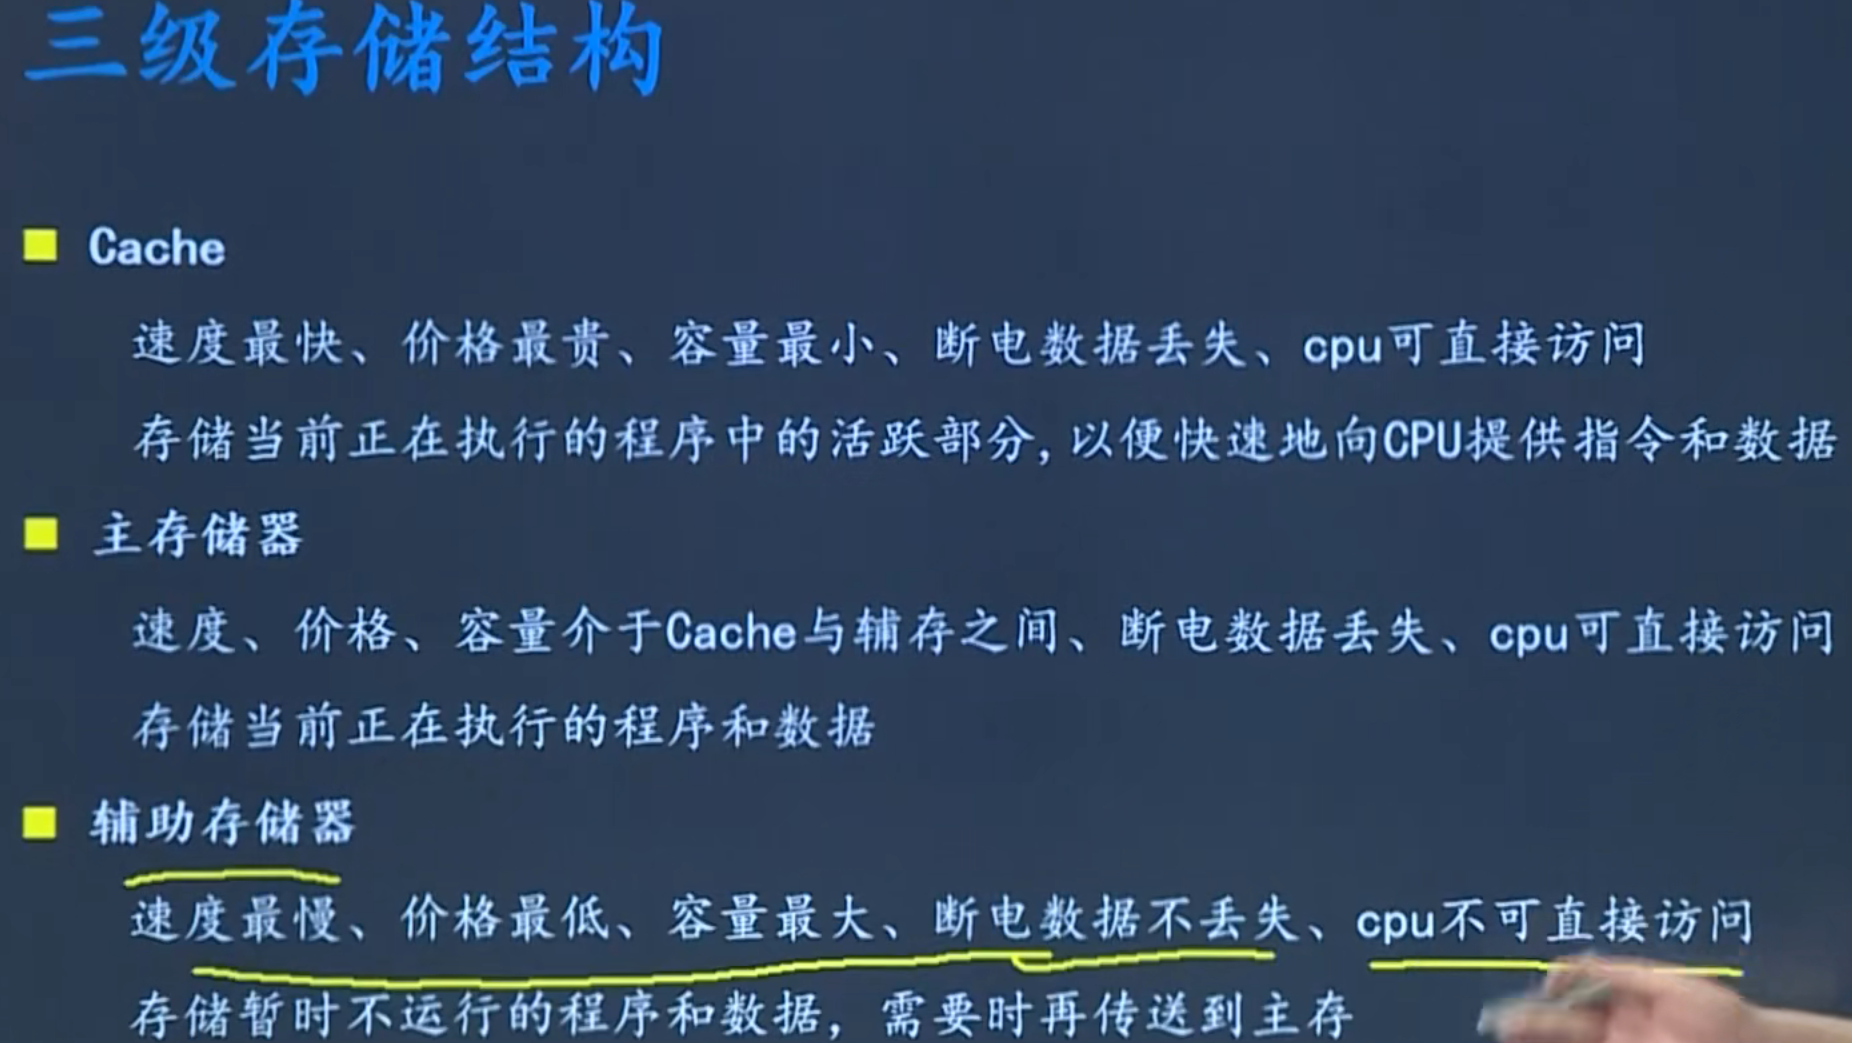 三级存储结构
Cache
速度最快、价格最贵、容量最小、断电数据丢失、cpu可直接访问
存储当前正在执行的程序中的活跃部分,以便快速地向CPU提供指令和数据
主存储器
速度、价格、容量介于Cache与辅存之间、断电数据丢失、cpu可直接访问
存储当前正在执行的程序和数据
辅助存储器
速度最慢、价格最低、容量最大、断电数据不丢失、cpu不可直接访问
存储暂时不运行的程序和数据，需要时再传送到主存